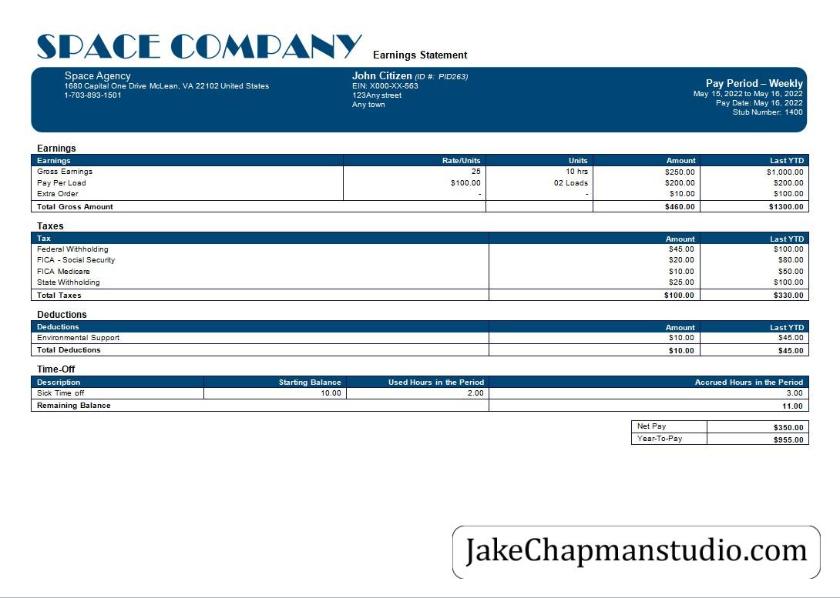 SPACE COMPANY Earnings Statement
Space Agency
1680 Capital One Drive McLean, VA 22102 United States
1-703-893-1501
John Citizen (ID #: PID263)
EIN: X000-XX-563
123Any street
Any town
Pay Period – Weekly
May 15, 2022 to May 16, 2022
Pay Date: May 16, 2022
Stub Number: 1400
Earnings
Earnings Rate/Units Units Amount Last YTD
Gross Earnings 25 10 hrs $250.00 $1,000.00
Pay Per Load $100.00 02 Loads $200.00 $200.00
Extra Order - - $10.00 $100.00
Total Gross Amount $460.00 $1300.00
Taxes
Tax Amount Last YTD
Federal Withholding $45.00 $100.00
FICA - Social Security $20.00 $80.00
FICA Medicare $10.00 $50.00
State Withholding $25.00 $100.00
Total Taxes $100.00 $330.00
Deductions
Deductions Amount Last YTD
Environmental Support $10.00 $45.00
Total Deductions $10.00 $45.00
Time-Off
Description Starting Balance Used Hours in the Period Accrued Hours in the Period
Sick Time off 10.00 2.00 3.00
Remaining Balance 11.00
Net Pay $350.00
Year-To-Pay $955.00
JakeChapmanstudio.com